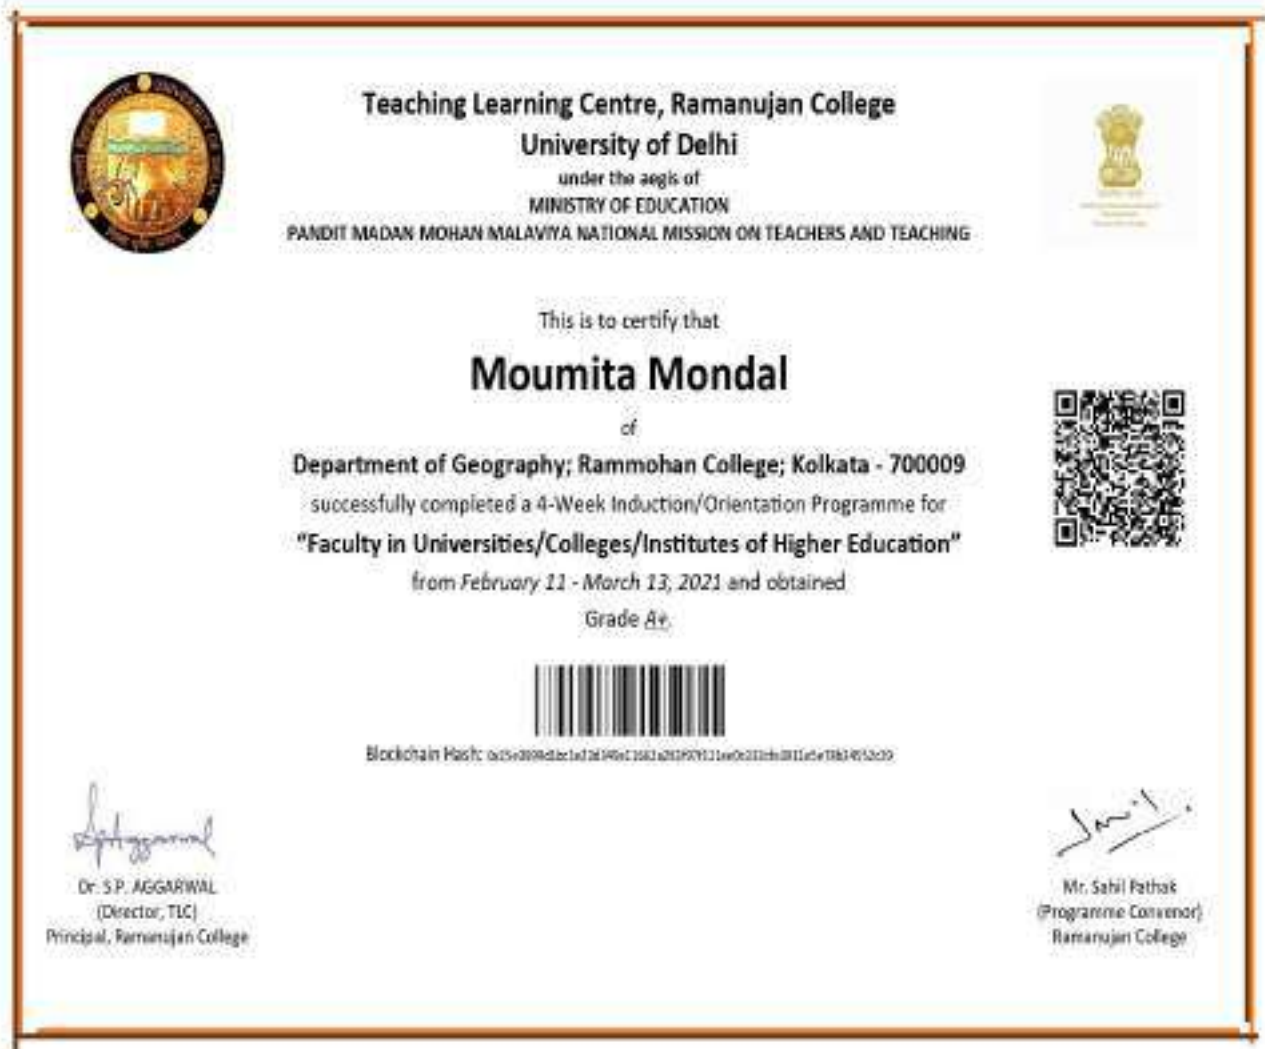 Teaching Learning Centre, Ramanujan College
University of Delhi
under the aegis of
MINISTRY OF EDUCATION
PANDIT MADAN MOHAN MALAVIYA NATIONAL MISSION ON TEACHERS AND TEACHING
This is to certify that
Moumita Mondal
of
Department of Geography; Rammohan College; Kolkata - 700009
successfully completed a 4-Week Induction/Orientation Programme for
“Faculty in Universities/Colleges/Institutes of Higher Education”
from February 11 - March 13, 2021 and obtained
Grade A+.
Blockchain Hash:
Dr. S.P. AGGARWAL
(Director, TLC)
Principal, Ramanujan College
Mr. Sahil Pathak
(Programme Convenor)
Ramanujan College